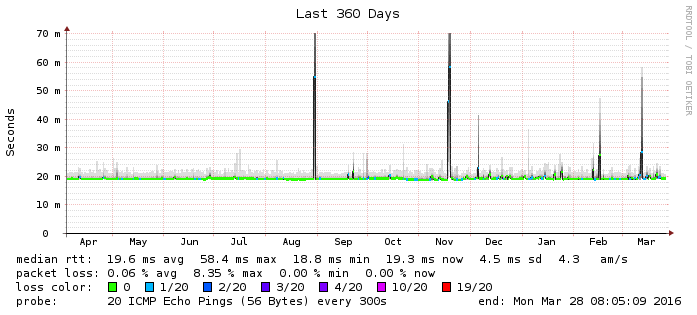 Last 360 Days
RRDTOOL / TOBI OETIKER
Seconds
70 m
60 m
50 m
40 m
30 m
20 m
10 m
0
Apr May Jun Jul Aug Sep Oct Nov Dec Jan Feb Mar
median rtt: 19.6 ms avg 58.4 ms max 18.8 ms min 19.3 ms now 4.5 ms sd 4.3 am/s
packet loss: 0.06 % avg 8.35 % max 0.00 % min 0.00 % now
loss color: 0 1/20 2/20 3/20 4/20 10/20 19/20
probe: 20 ICMP Echo Pings (56 Bytes) every 300s end: Mon Mar 28 08:05:09 2016